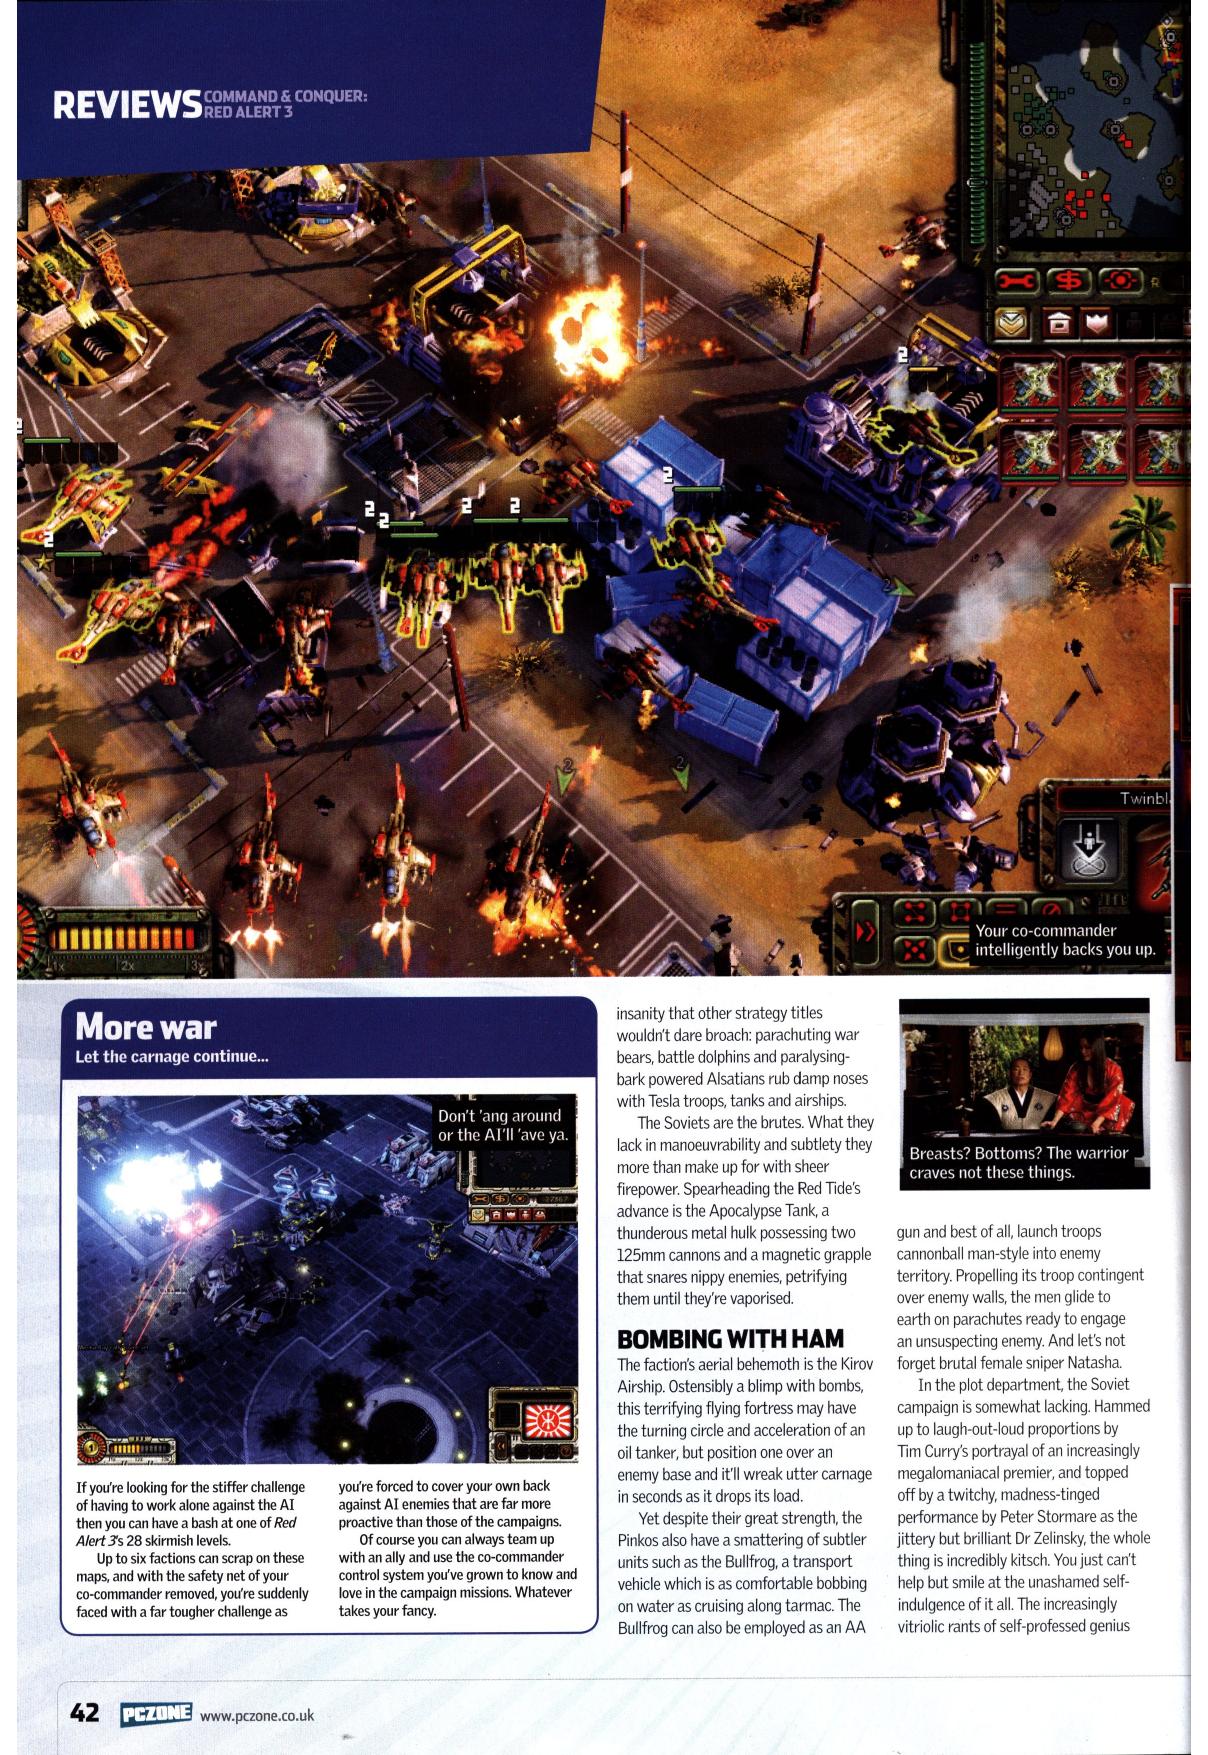 REVIEWS COMMAND & CONQUER:
RED ALERT 3
2
2
2
2
2
2
2
2
2
2
2
Twinbl
1x 2x 3x
Your co-commander
intelligently backs you up.
More war
Let the carnage continue...
Don't 'ang around
or the AI'll 'ave ya.
1
If you're looking for the stiffer challenge
of having to work alone against the AI
then you can have a bash at one of Red
Alert 3's 28 skirmish levels.
Up to six factions can scrap on these
maps, and with the safety net of your
co-commander removed, you're suddenly
faced with a far tougher challenge as
you're forced to cover your own back
against AI enemies that are far more
proactive than those of the campaigns.
Of course you can always team up
with an ally and use the co-commander
control system you've grown to know and
love in the campaign missions. Whatever
takes your fancy.
insanity that other strategy titles
wouldn't dare broach: parachuting war
bears, battle dolphins and paralysing-
bark powered Alsatians rub damp noses
with Tesla troops, tanks and airships.
The Soviets are the brutes. What they
lack in manoeuvrability and subtlety they
more than make up for with sheer
firepower. Spearheading the Red Tide's
advance is the Apocalypse Tank, a
thunderous metal hulk possessing two
125mm cannons and a magnetic grapple
that snares nippy enemies, petrifying
them until they're vaporised.
BOMBING WITH HAM
The faction's aerial behemoth is the Kirov
Airship. Ostensibly a blimp with bombs,
this terrifying flying fortress may have
the turning circle and acceleration of an
oil tanker, but position one over an
enemy base and it'll wreak utter carnage
in seconds as it drops its load.
Yet despite their great strength, the
Pinkos also have a smattering of subtler
units such as the Bullfrog, a transport
vehicle which is as comfortable bobbing
on water as cruising along tarmac. The
Bullfrog can also be employed as an AA
Breasts? Bottoms? The warrior
craves not these things.
gun and best of all, launch troops
cannonball man-style into enemy
territory. Propelling its troop contingent
over enemy walls, the men glide to
earth on parachutes ready to engage
an unsuspecting enemy. And let's not
forget brutal female sniper Natasha.
In the plot department, the Soviet
campaign is somewhat lacking. Hammed
up to laugh-out-loud proportions by
Tim Curry's portrayal of an increasingly
megalomaniacal premier, and topped
off by a twitchy, madness-tinged
performance by Peter Stormare as the
jittery but brilliant Dr Zelinsky, the whole
thing is incredibly kitsch. You just can't
help but smile at the unashamed self-
indulgence of it all. The increasingly
vitriolic rants of self-professed genius
42 PCZONE www.pczone.co.uk